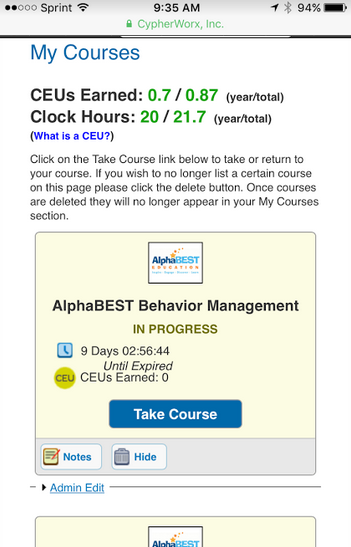 Sprint 9:35 AM 94%
CypherWorx, Inc.
My Courses
CEUs Earned: 0.7 / 0.87 (year/total)
Clock Hours: 20 / 21.7 (year/total)
(What is a CEU?)
Click on the Take Course link below to take or return to
your course. If you wish to no longer list a certain course
on this page please click the delete button. Once courses
are deleted they will no longer appear in your My Courses
section.
AlphaBEST
EDUCATION
AlphaBEST Behavior Management
IN PROGRESS
9 Days 02:56:44
Until Expired
CEU CEUs Earned: 0
Take Course
Notes Hide
Admin Edit
AlphaBEST